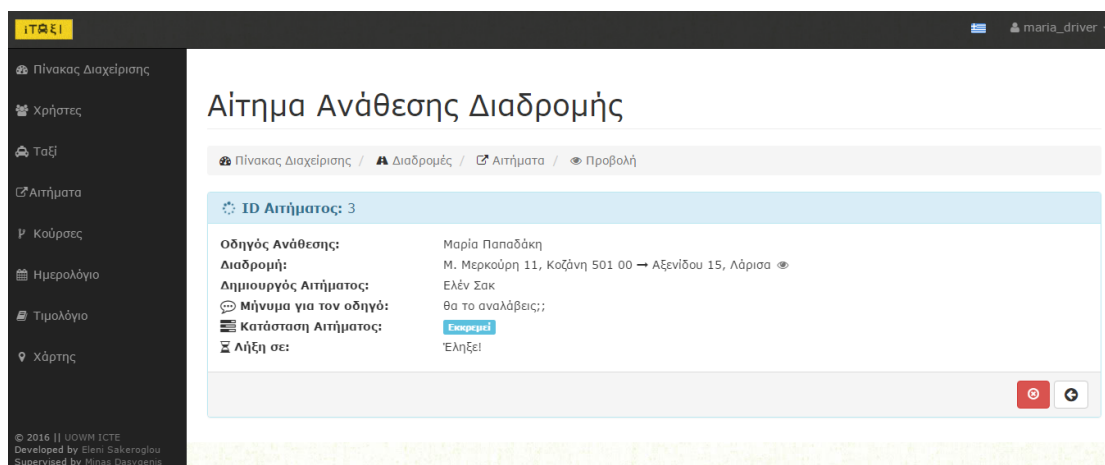 iTαξι
maria_driver
Πίνακας Διαχείρισης
Χρήστες
Ταξί
Αιτήματα
Κούρσες
Ημερολόγιο
Τιμολόγιο
Χάρτης
© 2016 || UOWM ICTE
Developed by Eleni Sakeroglou
Supervised by Minas Dasygenis
Αίτημα Ανάθεσης Διαδρομής
Πίνακας Διαχείρισης / Διαδρομές / Αιτήματα / Προβολή
ID Αιτήματος: 3
Οδηγός Ανάθεσης: Μαρία Παπαδάκη
Διαδρομή: Μ. Μερκούρη 11, Κοζάνη 501 00 → Αξενίδου 15, Λάρισα
Δημιουργός Αιτήματος: Ελέν Σακ
Μήνυμα για τον οδηγό: θα το αναλάβεις;;
Κατάσταση Αιτήματος: Εκκρεμεί
Λήξη σε: Έληξε!